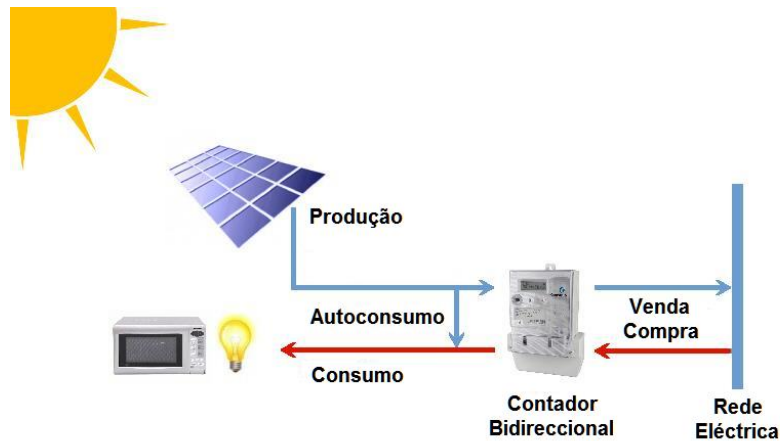 Produção
Autoconsumo
Venda
Compra
Consumo
Contador
Bidireccional
Rede
Eléctrica